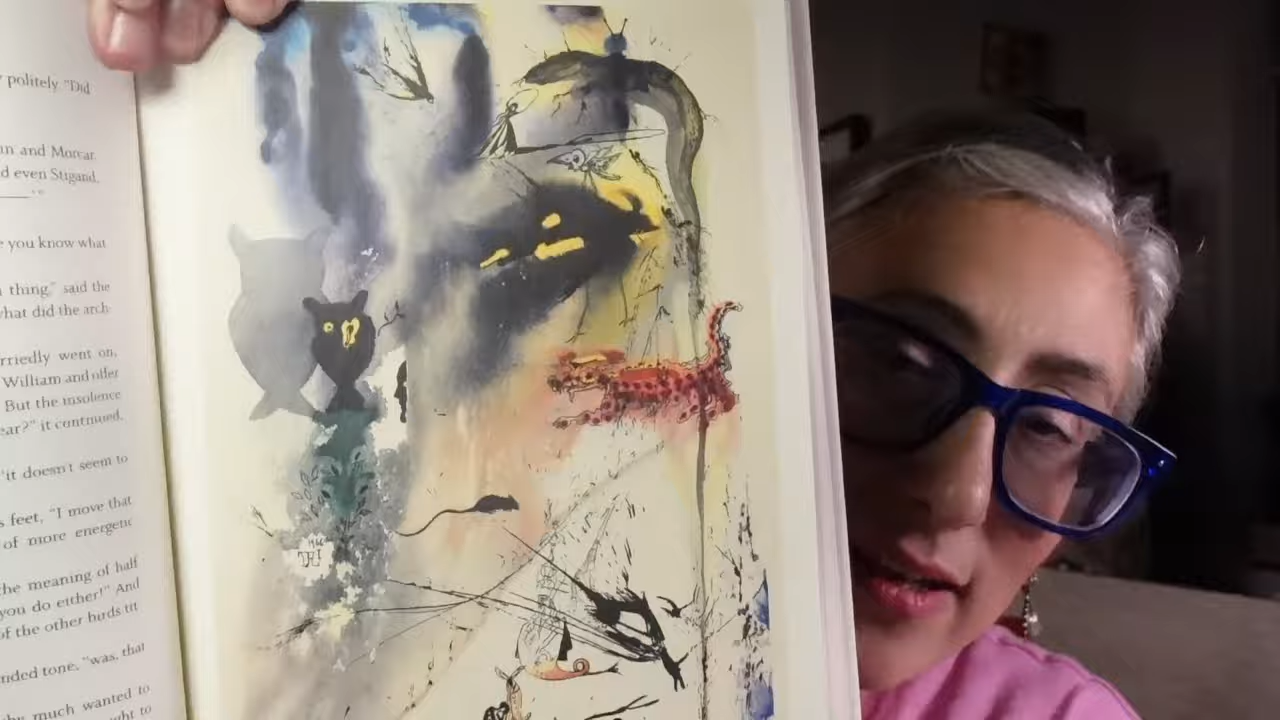 politely. "Did
and Morcar.
d even Stigand,
——'"
you know what
thing," said the
what did the arch-
rriedly went on,
William and offer
But the insolence
ear?" it continued,
"it doesn't seem to
s feet, "I move that
of more energetic
the meaning of half
you do either!" And
of the other birds tit-
nded tone, "was, that
much wanted to
ght to